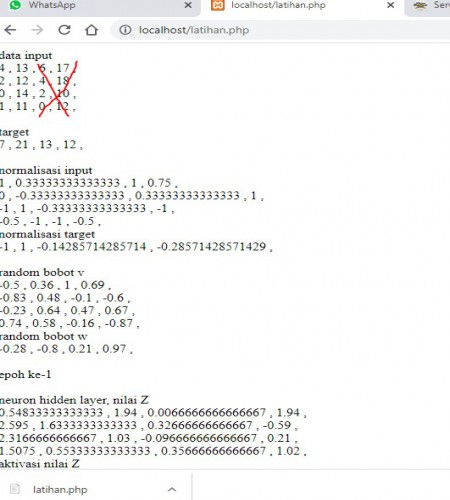 WhatsApp
localhost/latihan.php
Ser
localhost/latihan.php
data input
4 , 13 , 6 , 17 ,
2 , 12 , 4 , 18 ,
0 , 14 , 2 , 10 ,
1 , 11 , 0 , 12 ,
target
7 , 21 , 13 , 12 ,
normalisasi input
1 , 0.33333333333333 , 1 , 0.75 ,
0 , -0.33333333333333 , 0.33333333333333 , 1 ,
-1 , 1 , -0.33333333333333 , -1 ,
-0.5 , -1 , -1 , -0.5 ,
normalisasi target
-1 , 1 , -0.14285714285714 , -0.28571428571429 ,
random bobot v
-0.5 , 0.36 , 1 , 0.69 ,
-0.83 , 0.48 , -0.1 , -0.6 ,
-0.23 , 0.64 , 0.47 , 0.67 ,
0.74 , 0.58 , -0.16 , -0.87 ,
random bobot w
-0.28 , -0.8 , 0.21 , 0.97 ,
epoh ke-1
neuron hidden layer, nilai Z
0.54833333333333 , 1.94 , 0.0066666666666667 , 1.94 ,
2.595 , 1.6333333333333 , 0.32666666666667 , -0.59 ,
2.3166666666667 , 1.03 , -0.096666666666667 , 0.21 ,
1.5075 , 0.55333333333333 , 0.35666666666667 , 1.02 ,
aktivasi nilai Z
latihan.php